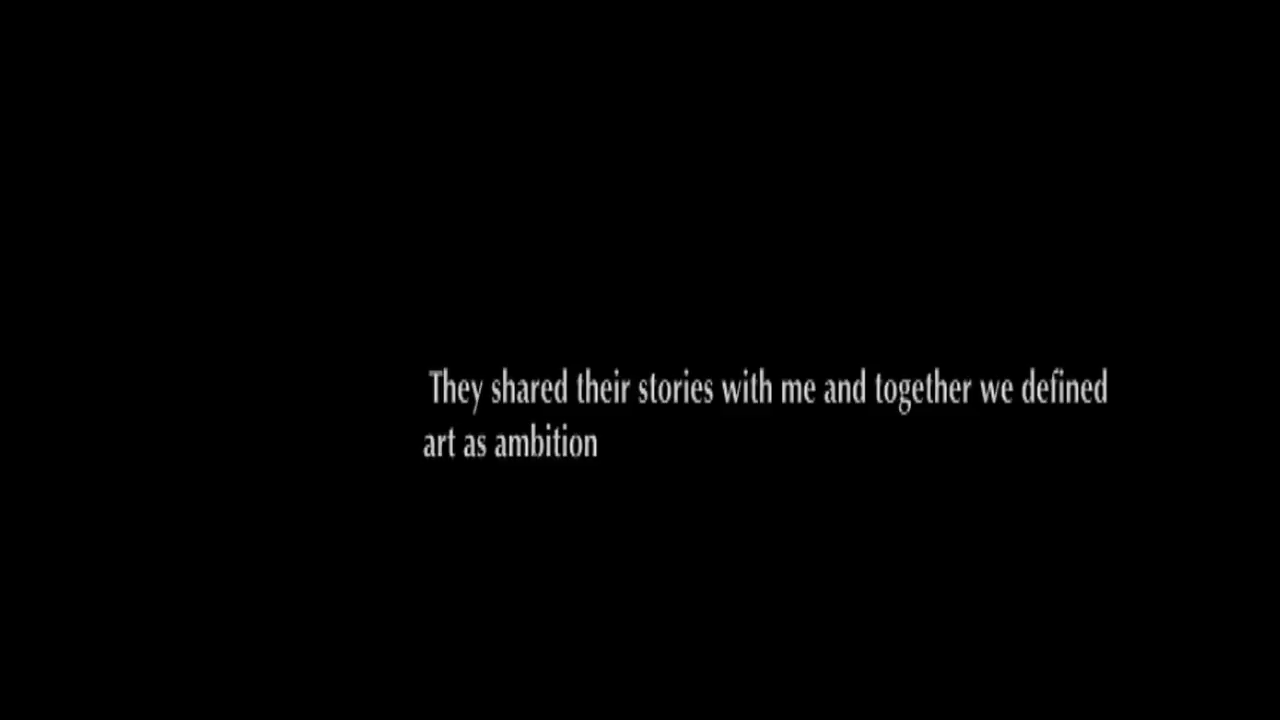 They shared their stories with me and together we defined
art as ambition